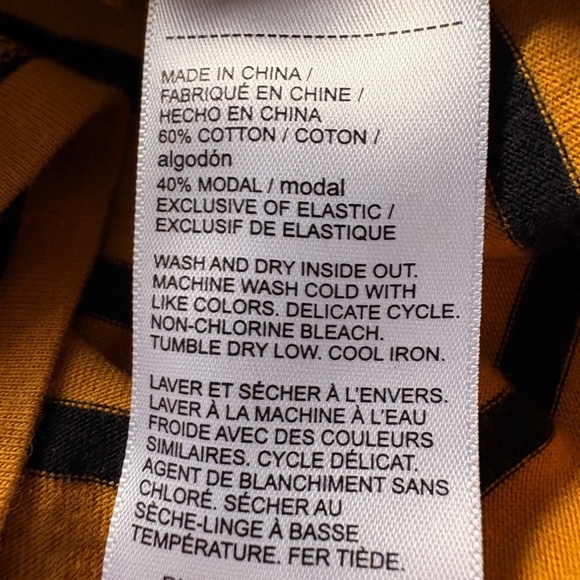 MADE IN CHINA /
FABRIQUÉ EN CHINE /
HECHO EN CHINA
60% COTTON / COTON /
algodón
40% MODAL / modal
EXCLUSIVE OF ELASTIC /
EXCLUSIF DE ELASTIQUE
WASH AND DRY INSIDE OUT.
MACHINE WASH COLD WITH
LIKE COLORS. DELICATE CYCLE.
NON-CHLORINE BLEACH.
TUMBLE DRY LOW. COOL IRON.
LAVER ET SÉCHER À L'ENVERS.
LAVER À LA MACHINE À L'EAU
FROIDE AVEC DES COULEURS
SIMILAIRES. CYCLE DÉLICAT.
AGENT DE BLANCHIMENT SANS
CHLORÉ. SÉCHER AU
SÈCHE-LINGE À BASSE
TEMPÉRATURE. FER TIÈDE.